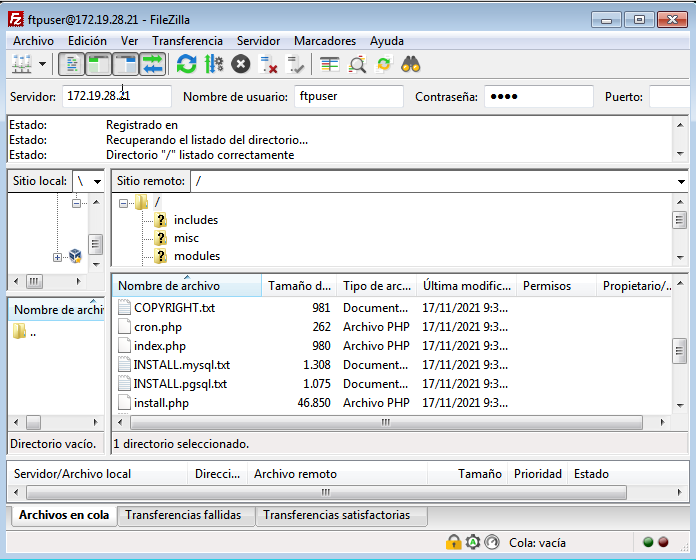 ftpuser@172.19.28.21 - FileZilla
Archivo Edición Ver Transferencia Servidor Marcadores Ayuda
Servidor: 172.19.28.21 Nombre de usuario: ftpuser Contraseña: ●●●● Puerto:
Estado: Registrado en
Estado: Recuperando el listado del directorio...
Estado: Directorio "/" listado correctamente
Sitio local: \ Sitio remoto: /
/
includes
misc
modules
Nombre de archivo Tamaño d... Tipo de arc... Última modific... Permisos Propietario/...
COPYRIGHT.txt 981 Document... 17/11/2021 9:3...
cron.php 262 Archivo PHP 17/11/2021 9:3...
index.php 980 Archivo PHP 17/11/2021 9:3...
INSTALL.mysql.txt 1.308 Document... 17/11/2021 9:3...
INSTALL.pgsql.txt 1.075 Document... 17/11/2021 9:3...
install.php 46.850 Archivo PHP 17/11/2021 9:3...
Nombre de archi
..
Directorio vacío. 1 directorio seleccionado.
Servidor/Archivo local Direcci... Archivo remoto Tamaño Prioridad Estado
Archivos en cola Transferencias fallidas Transferencias satisfactorias
Cola: vacía